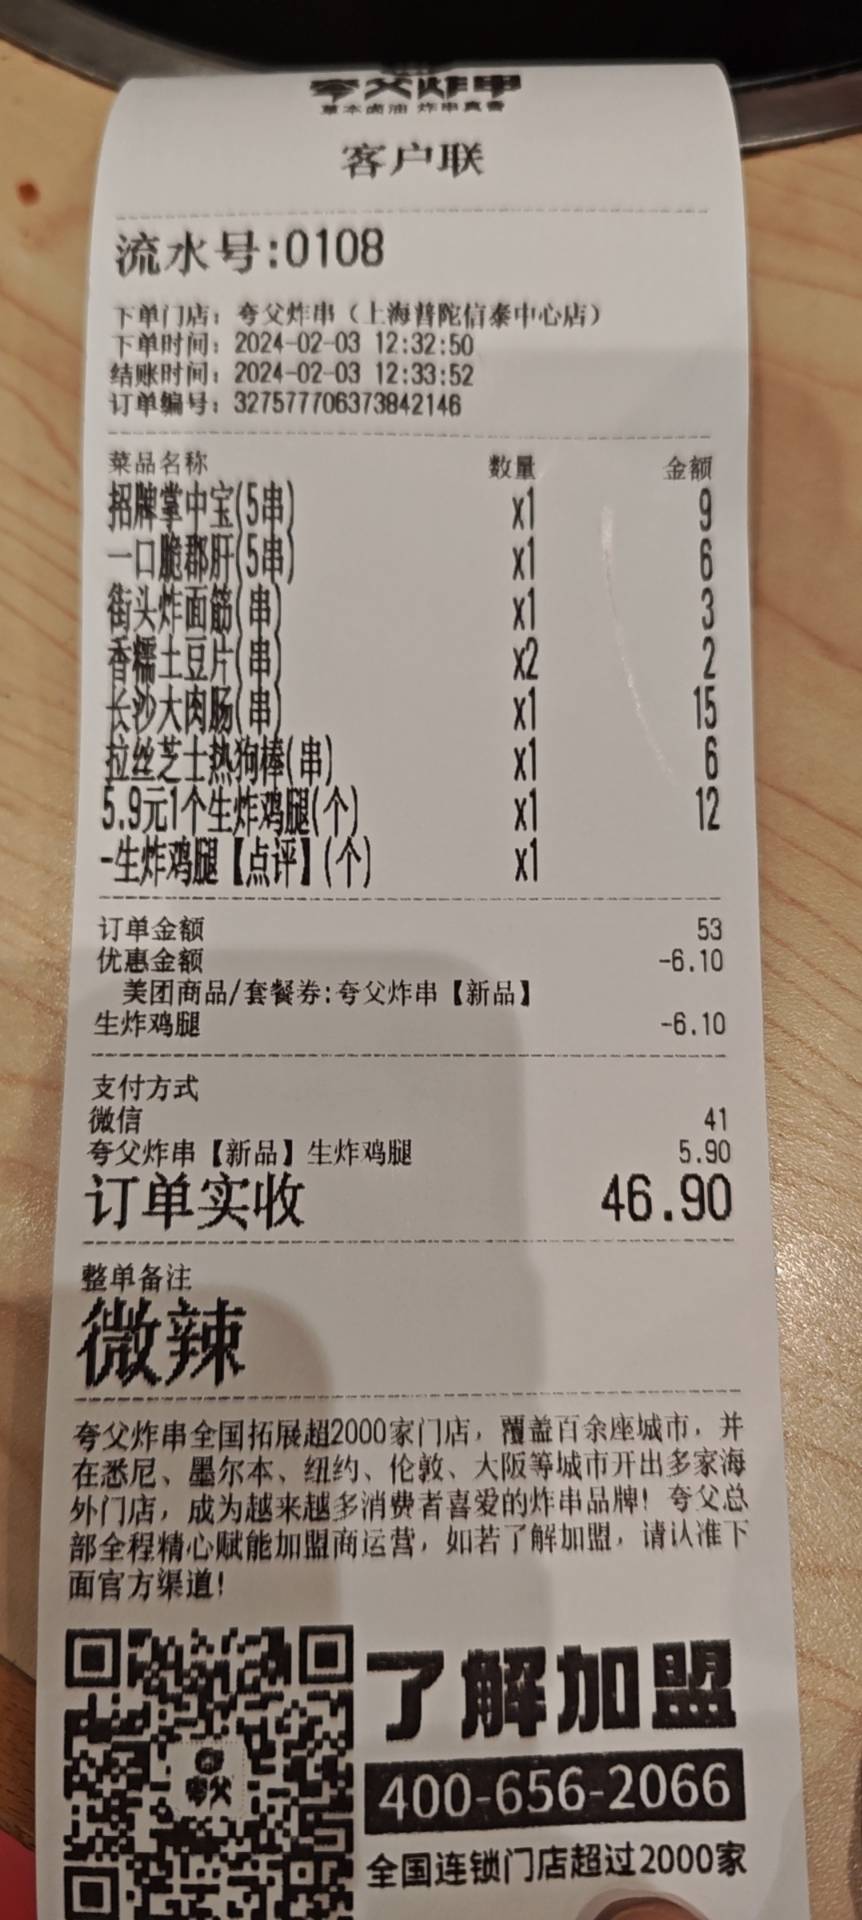 夸父炸串
草本卤油 炸串真香
客户联
流水号:0108
下单门店：夸父炸串（上海普陀信泰中心店）
下单时间：2024-02-03 12:32:50
结账时间：2024-02-03 12:33:52
订单编号：327577706373842146
菜品名称 数量 金额
招牌掌中宝(5串) x1 9
一口脆郡肝(5串) x1 6
街头炸面筋(串) x1 3
香糯土豆片(串) x2 2
长沙大肉肠(串) x1 15
拉丝芝士热狗棒(串) x1 6
5.9元1个生炸鸡腿(个) x1 12
-生炸鸡腿【点评】(个) x1
订单金额 53
优惠金额 -6.10
美团商品/套餐券:夸父炸串【新品】
生炸鸡腿 -6.10
支付方式
微信 41
夸父炸串【新品】生炸鸡腿 5.90
订单实收 46.90
整单备注
微辣
夸父炸串全国拓展超2000家门店，覆盖百余座城市，并
在悉尼、墨尔本、纽约、伦敦、大阪等城市开出多家海
外门店，成为越来越多消费者喜爱的炸串品牌！夸父总
部全程精心赋能加盟商运营，如若了解加盟，请认准下
面官方渠道！
夸父
了解加盟
400-656-2066
全国连锁门店超过2000家